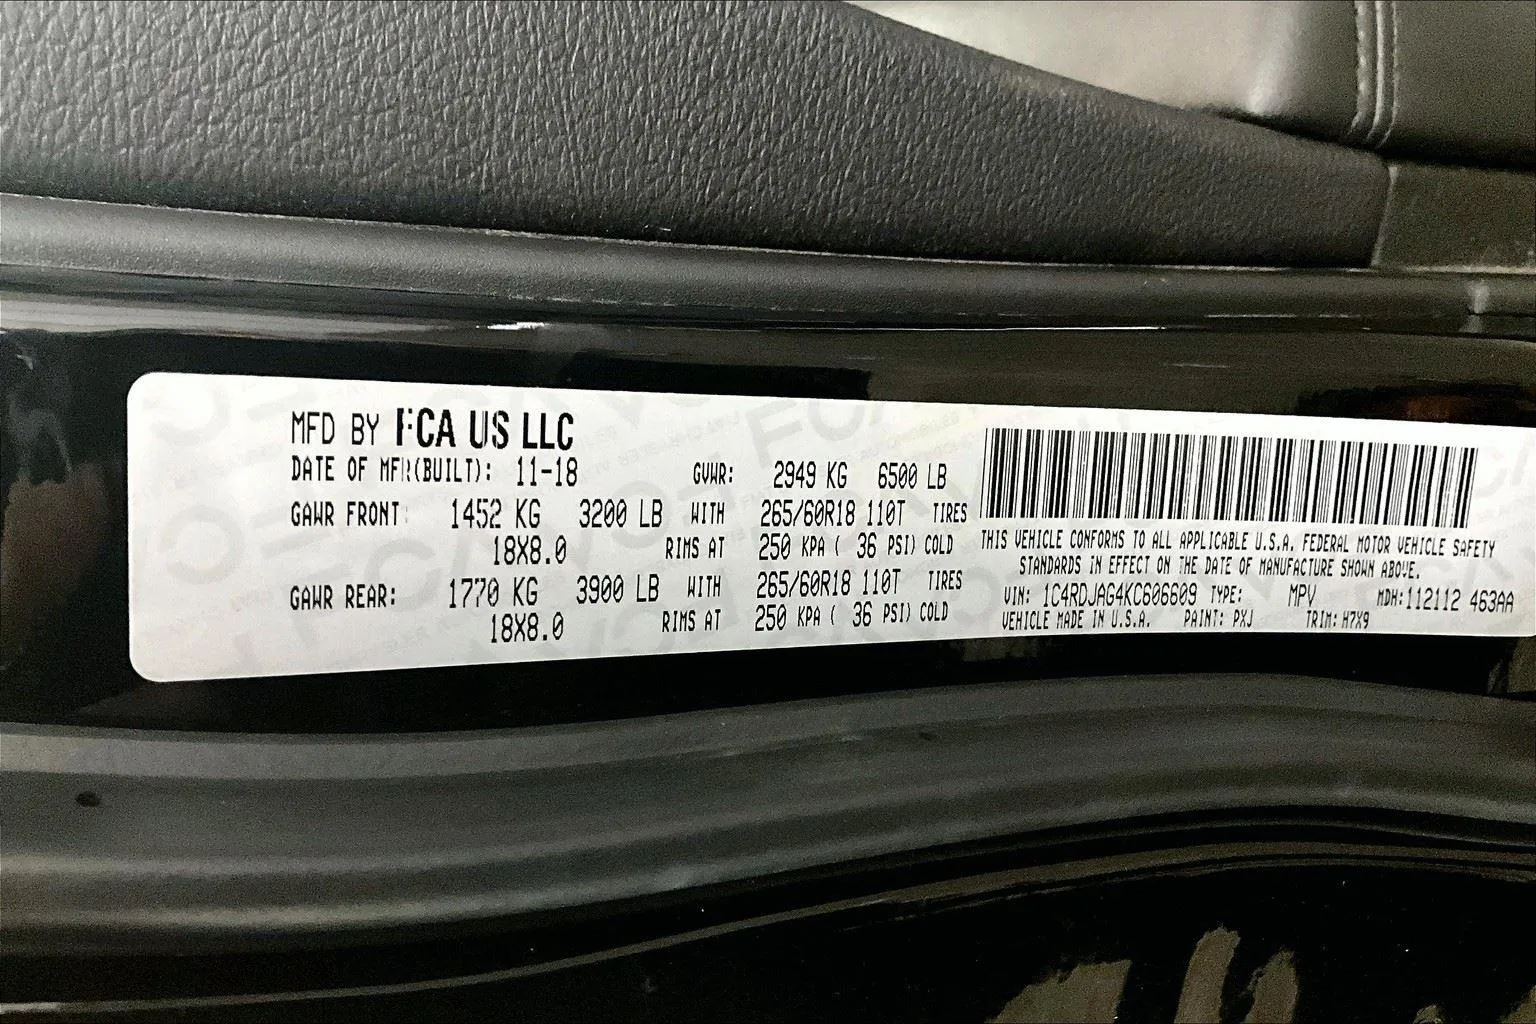 MFD BY FCA US LLC
DATE OF MFR(BUILT): 11-18 GVWR: 2949 KG 6500 LB
GAWR FRONT: 1452 KG 3200 LB WITH 265/60R18 110T TIRES
18X8.0 RIMS AT 250 KPA ( 36 PSI) COLD
GAWR REAR: 1770 KG 3900 LB WITH 265/60R18 110T TIRES
18X8.0 RIMS AT 250 KPA ( 36 PSI) COLD
THIS VEHICLE CONFORMS TO ALL APPLICABLE U.S.A. FEDERAL MOTOR VEHICLE SAFETY
STANDARDS IN EFFECT ON THE DATE OF MANUFACTURE SHOWN ABOVE.
VIN: 1C4RDJAG4KC606609 TYPE: MPV MDH: 112112 463AA
VEHICLE MADE IN U.S.A. PAINT: PXJ TRIM: H7X9